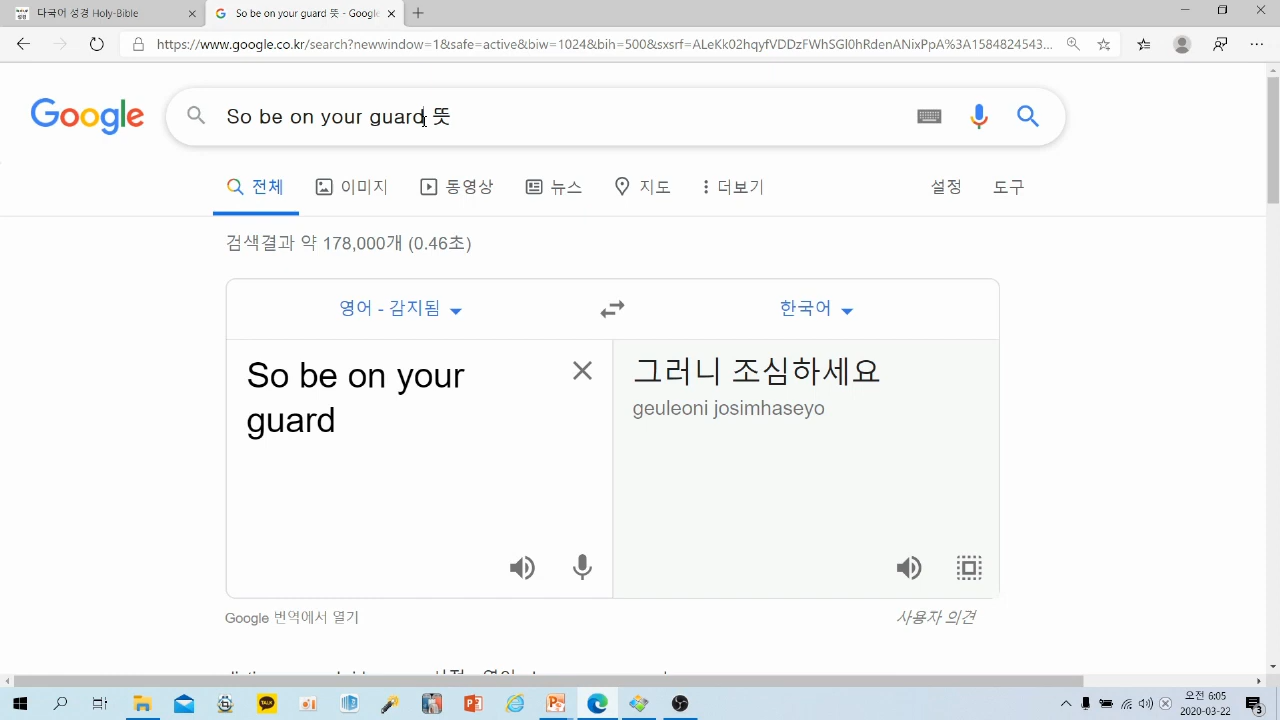 다국어 성경 Holy-Bible
So be on your guard 뜻 - Google
https://www.google.co.kr/search?newwindow=1&safe=active&biw=1024&bih=500&sxsrf=ALeKk02hqyfVDDzFWhSGl0hRdenANixPpA%3A1584824543...
Google
So be on your guard 뜻
전체
이미지
동영상
뉴스
지도
더보기
설정
도구
검색결과 약 178,000개 (0.46초)
영어 - 감지됨
한국어
So be on your
guard
그러니 조심하세요
geuleoni josimhaseyo
Google 번역에서 열기
사용자 의견
TALK
오전 6:05
2020-03-22
3